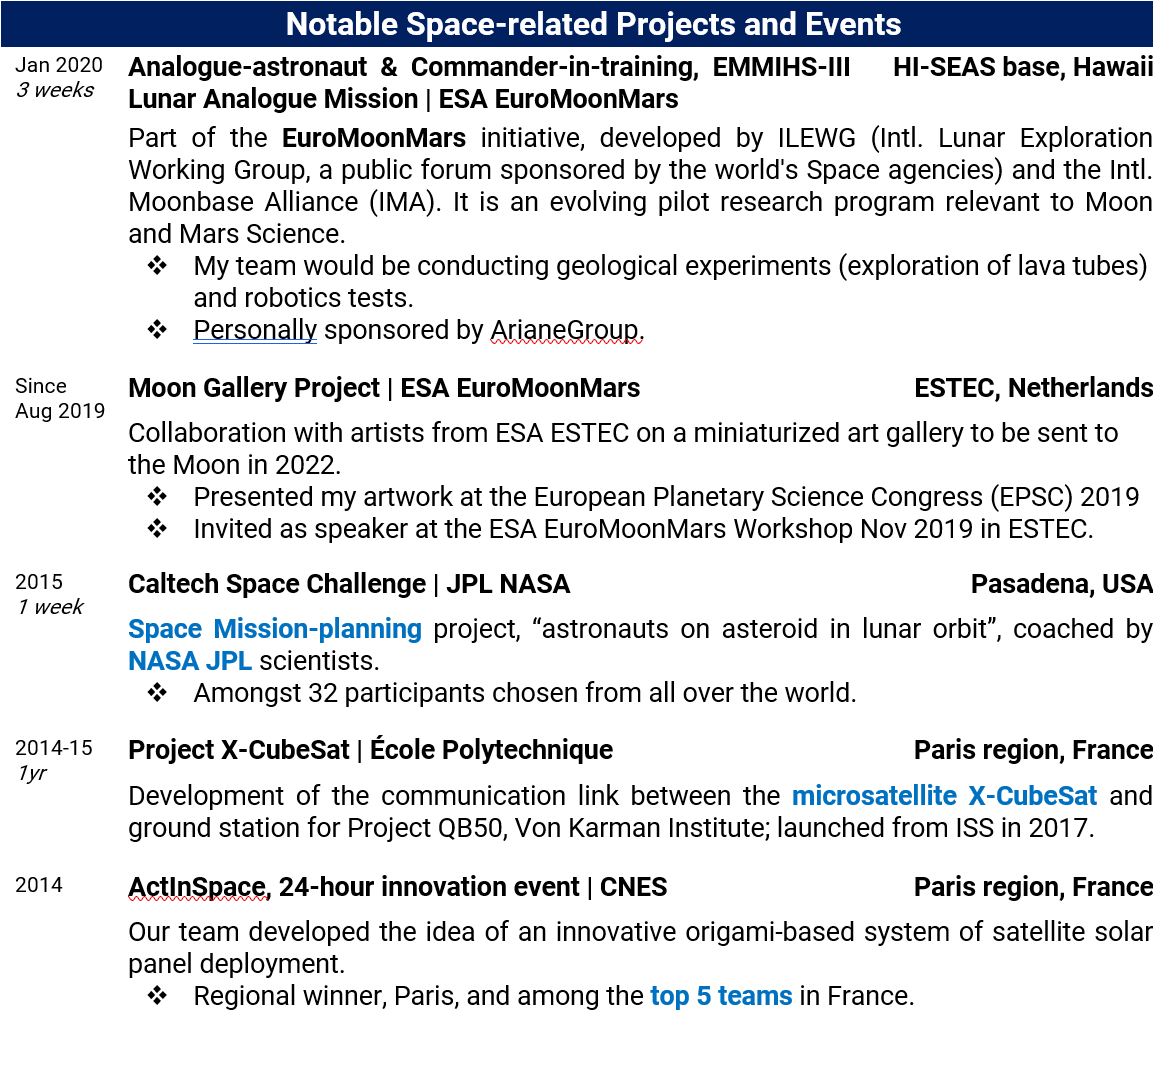 Notable Space-related Projects and Events
Jan 2020
3 weeks
Analogue-astronaut & Commander-in-training, EMMIHS-III HI-SEAS base, Hawaii
Lunar Analogue Mission | ESA EuroMoonMars
Part of the EuroMoonMars initiative, developed by ILEWG (Intl. Lunar Exploration
Working Group, a public forum sponsored by the world's Space agencies) and the Intl.
Moonbase Alliance (IMA). It is an evolving pilot research program relevant to Moon
and Mars Science.
❖ My team would be conducting geological experiments (exploration of lava tubes)
and robotics tests.
❖ Personally sponsored by ArianeGroup.
Since
Aug 2019
Moon Gallery Project | ESA EuroMoonMars ESTEC, Netherlands
Collaboration with artists from ESA ESTEC on a miniaturized art gallery to be sent to
the Moon in 2022.
❖ Presented my artwork at the European Planetary Science Congress (EPSC) 2019
❖ Invited as speaker at the ESA EuroMoonMars Workshop Nov 2019 in ESTEC.
2015
1 week
Caltech Space Challenge | JPL NASA Pasadena, USA
Space Mission-planning project, “astronauts on asteroid in lunar orbit”, coached by
NASA JPL scientists.
❖ Amongst 32 participants chosen from all over the world.
2014-15
1yr
Project X-CubeSat | École Polytechnique Paris region, France
Development of the communication link between the microsatellite X-CubeSat and
ground station for Project QB50, Von Karman Institute; launched from ISS in 2017.
2014
ActInSpace, 24-hour innovation event | CNES Paris region, France
Our team developed the idea of an innovative origami-based system of satellite solar
panel deployment.
❖ Regional winner, Paris, and among the top 5 teams in France.